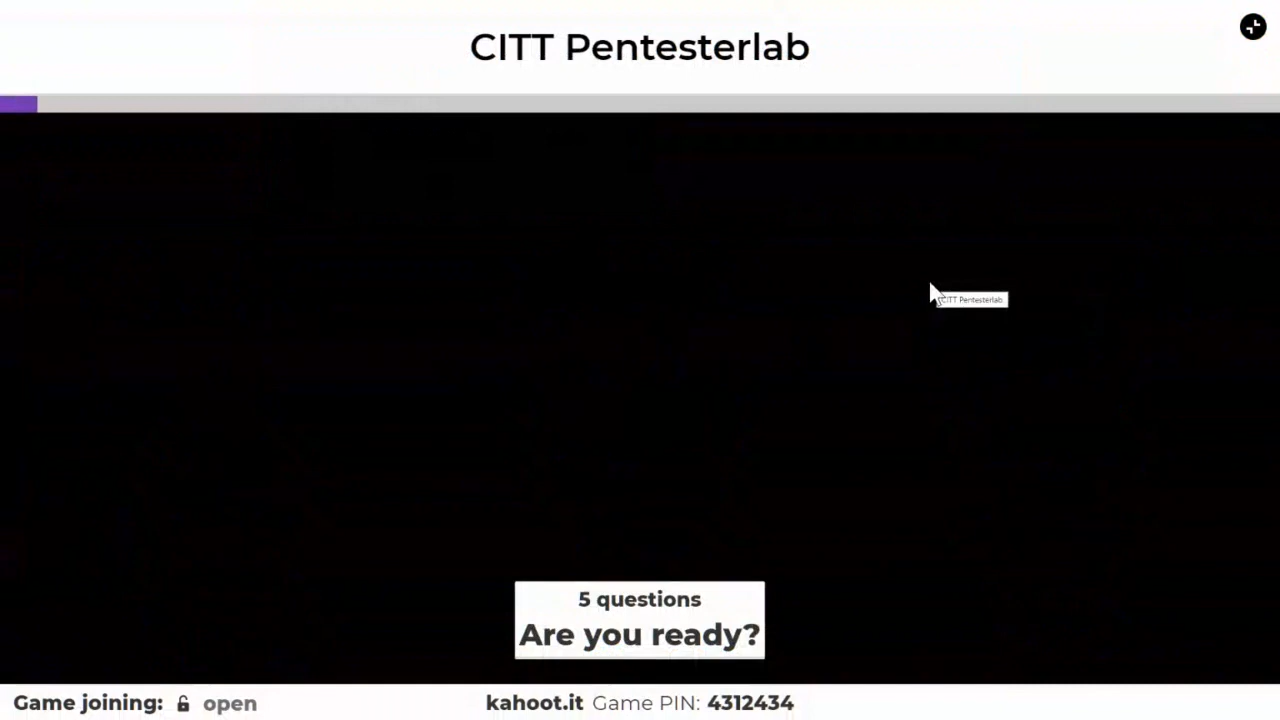 CITT Pentesterlab
CITT Pentesterlab
5 questions
Are you ready?
Game joining: open
kahoot.it Game PIN: 4312434